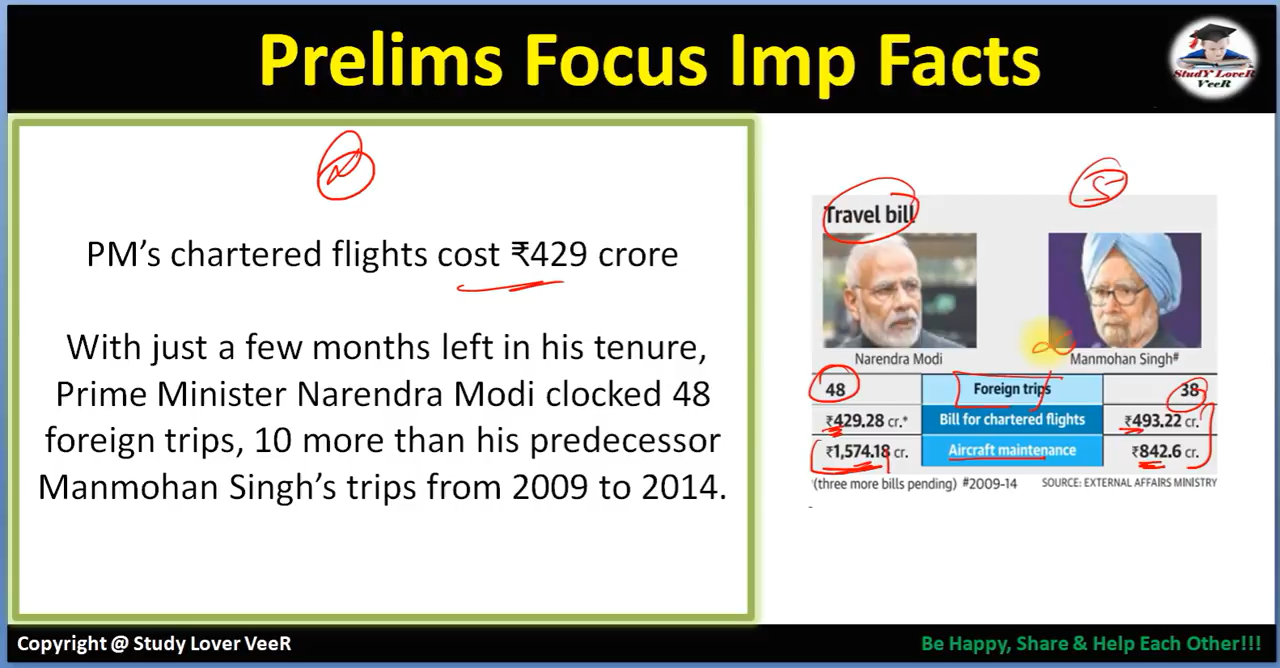 Prelims Focus Imp Facts
StudY LoveR
VeeR
PM’s chartered flights cost ₹429 crore
With just a few months left in his tenure,
Prime Minister Narendra Modi clocked 48
foreign trips, 10 more than his predecessor
Manmohan Singh’s trips from 2009 to 2014.
5
Travel bill
Narendra Modi Manmohan Singh#
48 Foreign trips 38
₹429.28 cr.* Bill for chartered flights ₹493.22 cr.
₹1,574.18 cr. Aircraft maintenance ₹842.6 cr.
*(three more bills pending) #2009-14 SOURCE: EXTERNAL AFFAIRS MINISTRY
Copyright @ Study Lover VeeR Be Happy, Share & Help Each Other!!!